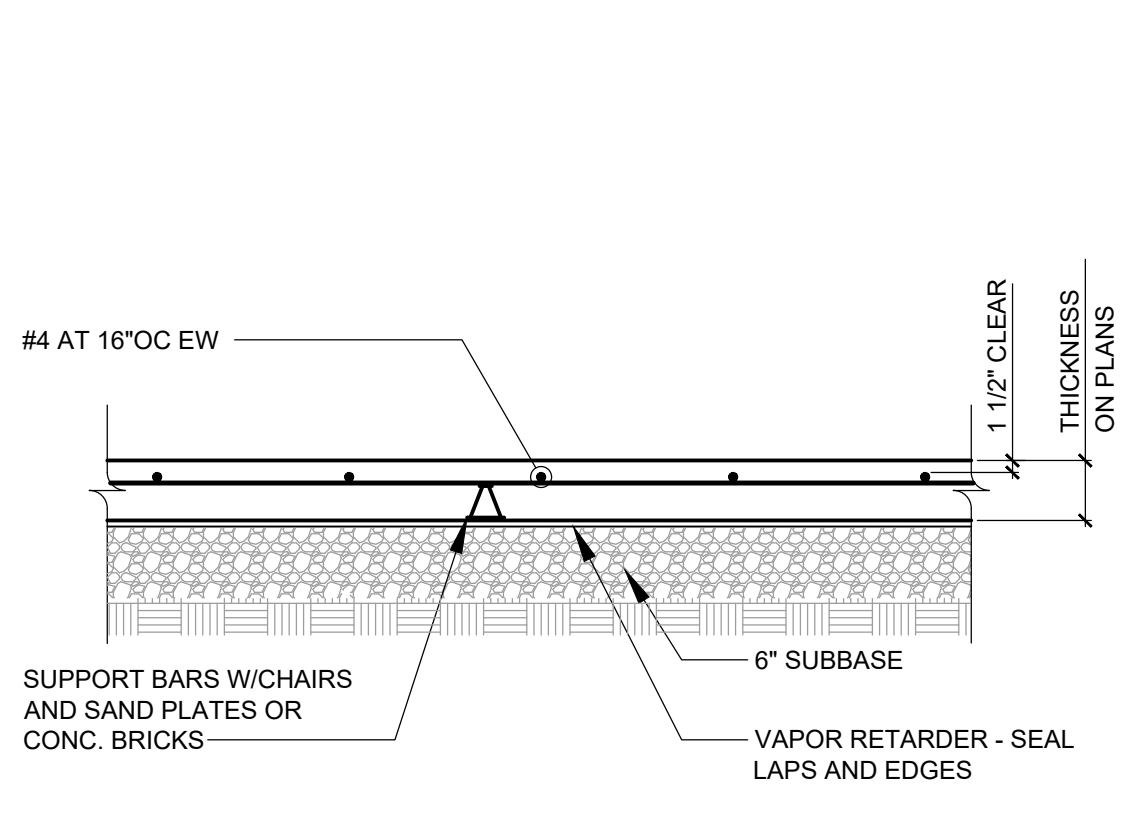 #4 AT 16"OC EW
1 1/2" CLEAR
THICKNESS
ON PLANS
SUPPORT BARS W/CHAIRS
AND SAND PLATES OR
CONC. BRICKS
6" SUBBASE
VAPOR RETARDER - SEAL
LAPS AND EDGES